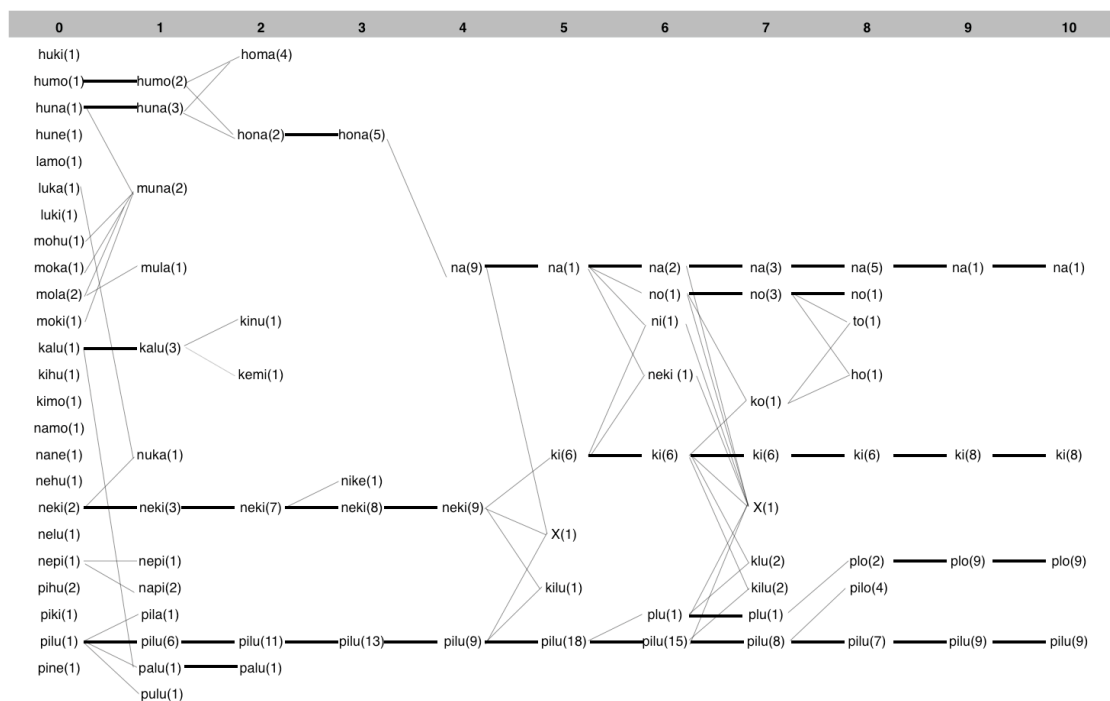 0 1 2 3 4 5 6 7 8 9 10
huki(1) homa(4)
humo(1) humo(2)
huna(1) huna(3)
hune(1) hona(2) hona(5)
lamo(1)
luka(1) muna(2)
luki(1)
mohu(1)
moka(1) mula(1) na(9) na(1) na(2) na(3) na(5) na(1) na(1)
mola(2) no(1) no(3) no(1)
moki(1) kinu(1) ni(1) to(1)
kalu(1) kalu(3)
kihu(1) kemi(1) neki (1) ho(1)
kimo(1) ko(1)
namo(1)
nane(1) nuka(1) ki(6) ki(6) ki(6) ki(6) ki(8) ki(8)
nehu(1) nike(1)
neki(2) neki(3) neki(7) neki(8) neki(9) X(1)
nelu(1) X(1)
nepi(1) nepi(1) klu(2) plo(2) plo(9) plo(9)
pihu(2) napi(2) kilu(1) kilu(2) pilo(4)
piki(1) pila(1) plu(1) plu(1)
pilu(1) pilu(6) pilu(11) pilu(13) pilu(9) pilu(18) pilu(15) pilu(8) pilu(7) pilu(9) pilu(9)
pine(1) palu(1) palu(1)
pulu(1)